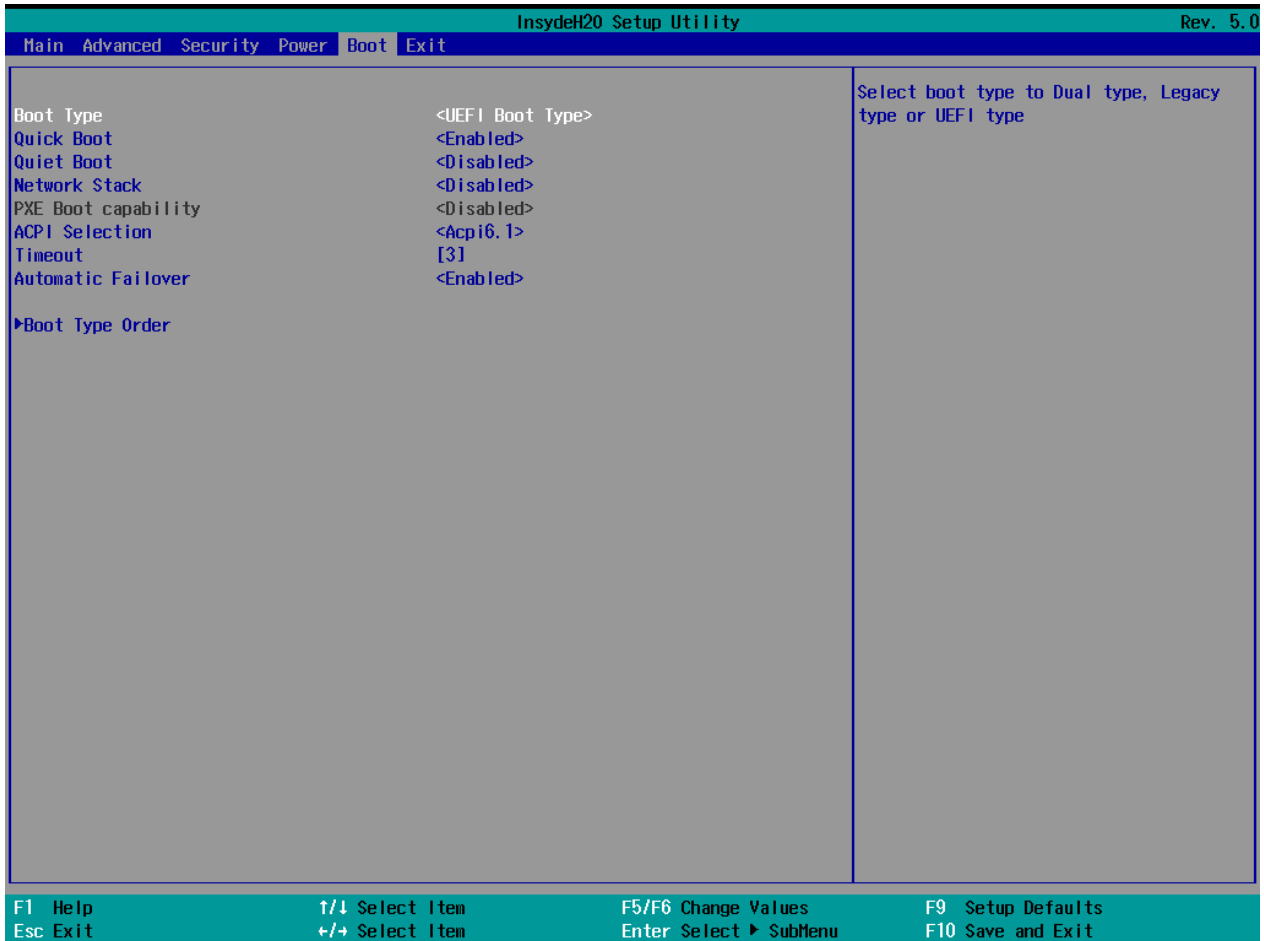 InsydeH20 Setup Utility Rev. 5.0
Main Advanced Security Power Boot Exit
Boot Type <UEFI Boot Type>
Quick Boot <Enabled>
Quiet Boot <Disabled>
Network Stack <Disabled>
PXE Boot capability <Disabled>
ACPI Selection <Acpi6.1>
Timeout [3]
Automatic Failover <Enabled>
▶Boot Type Order
Select boot type to Dual type, Legacy
type or UEFI type
F1 Help ↑/↓ Select Item F5/F6 Change Values F9 Setup Defaults
Esc Exit ←/→ Select Item Enter Select ▶ SubMenu F10 Save and Exit